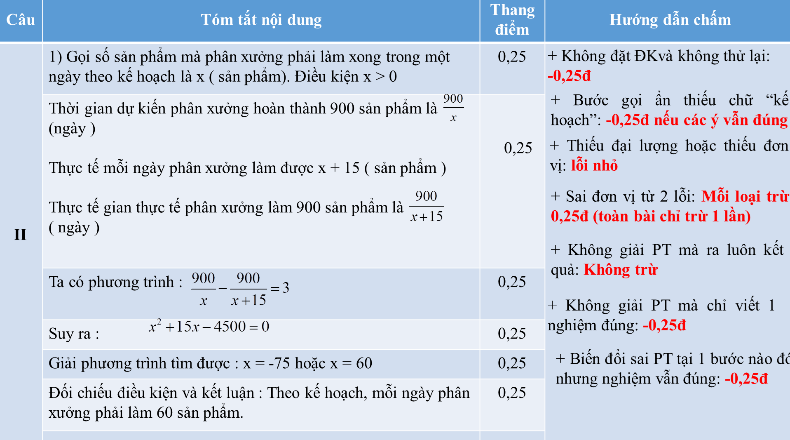 Câu
Tóm tắt nội dung
Thang
điểm
Hướng dẫn chấm
II
1) Gọi số sản phẩm mà phân xưởng phải làm xong trong một
ngày theo kế hoạch là x ( sản phẩm). Điều kiện x > 0
0,25
Thời gian dự kiến phân xưởng hoàn thành 900 sản phẩm là 900/x
(ngày )
Thực tế mỗi ngày phân xưởng làm được x + 15 ( sản phẩm )
0,25
Thực tế gian thực tế phân xưởng làm 900 sản phẩm là 900/(x+15)
( ngày )
Ta có phương trình : 900/x − 900/(x+15) = 3
0,25
Suy ra : x² +15x − 4500 = 0
0,25
Giải phương trình tìm được : x = -75 hoặc x = 60
0,25
Đối chiếu điều kiện và kết luận : Theo kế hoạch, mỗi ngày phân
xưởng phải làm 60 sản phẩm.
0,25
+ Không đặt ĐKvà không thử lại:
-0,25đ
+ Bước gọi ẩn thiếu chữ “kế
hoạch”: -0,25đ nếu các ý vẫn đúng
+ Thiếu đại lượng hoặc thiếu đơn
vị: lỗi nhỏ
+ Sai đơn vị từ 2 lỗi: Mỗi loại trừ
0,25đ (toàn bài chỉ trừ 1 lần)
+ Không giải PT mà ra luôn kết
quả: Không trừ
+ Không giải PT mà chỉ viết 1
nghiệm đúng: -0,25đ
+ Biến đổi sai PT tại 1 bước nào đó
nhưng nghiệm vẫn đúng: -0,25đ